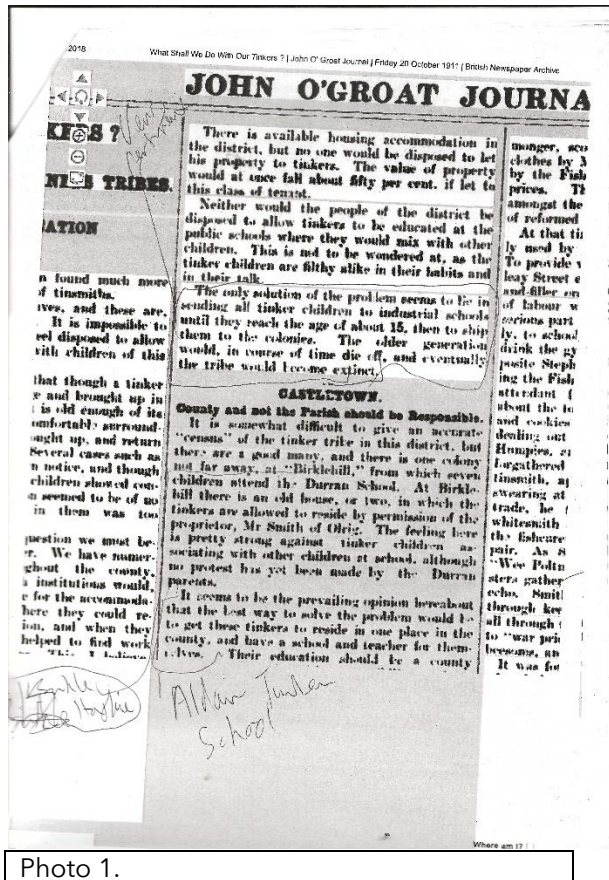 2018
What Shall We Do With Our Tinkers ? | John O' Groat Journal | Friday 20 October 1911 | British Newspaper Archive
JOHN O'GROAT JOURNA
KERS ?
NESS TRIBES.
ATION
n found much more
of tinsmiths.
ives, and these are.
It is impossible to
eel disposed to allow
with children of this
that though a tinker
e and brought up in
is old enough of its
omfortably surround-
ought up, and return
Several cases such as
n notice, and though
children showed con-
n seemed to be of no
in them was too
question we must be
r. We have numer-
ghout the county,
institutions would,
e for the accommoda-
here they could re-
ion, and when they
helped to find work
This, I believe
There is available housing accommodation in
the district, but no one would be disposed to let
his property to tinkers. The value of property
would at once fall about fifty per cent. if let to
this class of tenant.
Neither would the people of the district be
disposed to allow tinkers to be educated at the
public schools where they would mix with other
children. This is not to be wondered at, as the
tinker children are filthy alike in their habits and
in their talk.
The only solution of the problem seems to lie in
sending all tinker children to industrial schools
until they reach the age of about 15, then to ship
them to the colonies. The older generation
would, in course of time die off, and eventually
the tribe would become extinct.
CASTLETOWN.
County and not the Parish should be Responsible.
It is somewhat difficult to give an accurate
"census" of the tinker tribe in this district, but
there are a good many, and there is one colony
not far away, at "Birklehill," from which seven
children attend the Durran School. At Birkle-
hill there is an old house, or two, in which the
tinkers are allowed to reside by permission of the
proprietor, Mr Smith of Olrig. The feeling here
is pretty strong against tinker children as-
sociating with other children at school, although
no protest has yet been made by the Durran
parents.
It seems to be the prevailing opinion hereabout
that the best way to solve the problem would be
to get these tinkers to reside in one place in the
county, and have a school and teacher for them-
selves. Their education should be a county
monger, sco
clothes by M
by the Fish
prices. Th
amongst the
of reformed
At that tim
ly used by
To provide
leay Street
and filler on
of labour w
serious part
ly, to school
drink the gy
posite Steph
ing the Fish
attendant
about the to
and cookies
dealing out
Humpies,
forgathered
tinsmith,
swearing at
trade, he
whitesmith
the fishcure
pair. As
"Wee Poltn
sters gather
echo. Smith
through kee
all through
to "war pri
beesoms, an
It was for
Aldour Tinker
School
Where am I?
Photo 1.